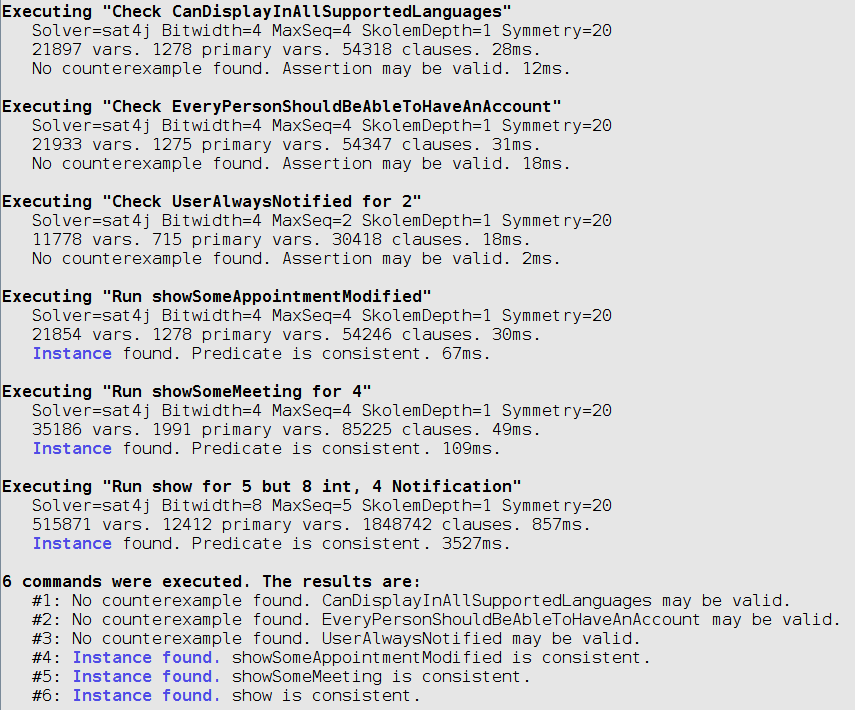 Executing "Check CanDisplayInAllSupportedLanguages"
Solver=sat4j Bitwidth=4 MaxSeq=4 SkolemDepth=1 Symmetry=20
21897 vars. 1278 primary vars. 54318 clauses. 28ms.
No counterexample found. Assertion may be valid. 12ms.
Executing "Check EveryPersonShouldBeAbleToHaveAnAccount"
Solver=sat4j Bitwidth=4 MaxSeq=4 SkolemDepth=1 Symmetry=20
21933 vars. 1275 primary vars. 54347 clauses. 31ms.
No counterexample found. Assertion may be valid. 18ms.
Executing "Check UserAlwaysNotified for 2"
Solver=sat4j Bitwidth=4 MaxSeq=2 SkolemDepth=1 Symmetry=20
11778 vars. 715 primary vars. 30418 clauses. 18ms.
No counterexample found. Assertion may be valid. 2ms.
Executing "Run showSomeAppointmentModified"
Solver=sat4j Bitwidth=4 MaxSeq=4 SkolemDepth=1 Symmetry=20
21854 vars. 1278 primary vars. 54246 clauses. 30ms.
Instance found. Predicate is consistent. 67ms.
Executing "Run showSomeMeeting for 4"
Solver=sat4j Bitwidth=4 MaxSeq=4 SkolemDepth=1 Symmetry=20
35186 vars. 1991 primary vars. 85225 clauses. 49ms.
Instance found. Predicate is consistent. 109ms.
Executing "Run show for 5 but 8 int, 4 Notification"
Solver=sat4j Bitwidth=8 MaxSeq=5 SkolemDepth=1 Symmetry=20
515871 vars. 12412 primary vars. 1848742 clauses. 857ms.
Instance found. Predicate is consistent. 3527ms.
6 commands were executed. The results are:
#1: No counterexample found. CanDisplayInAllSupportedLanguages may be valid.
#2: No counterexample found. EveryPersonShouldBeAbleToHaveAnAccount may be valid.
#3: No counterexample found. UserAlwaysNotified may be valid.
#4: Instance found. showSomeAppointmentModified is consistent.
#5: Instance found. showSomeMeeting is consistent.
#6: Instance found. show is consistent.